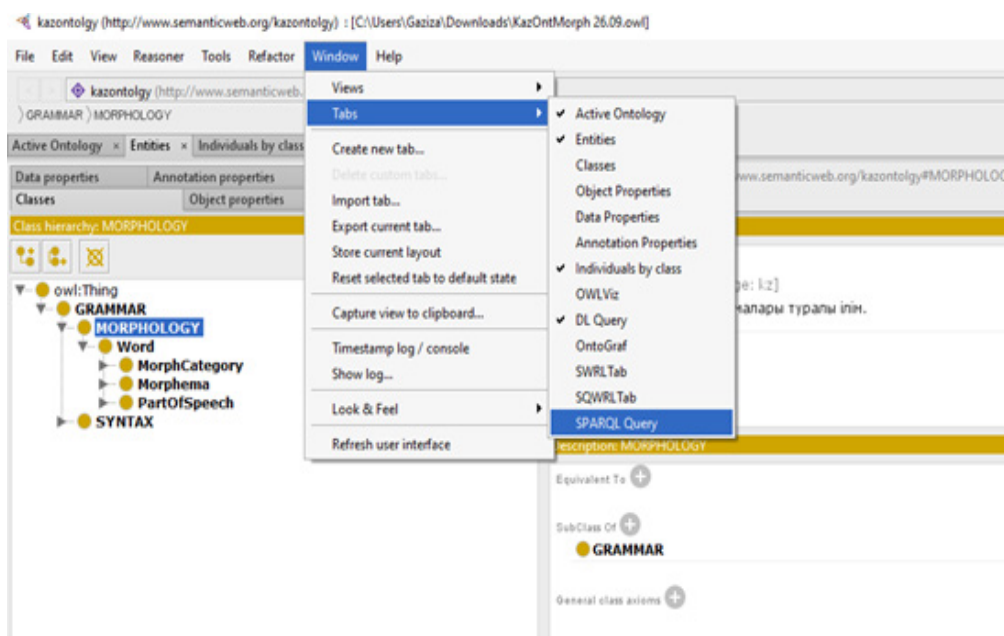 kazontolgy (http://www.semanticweb.org/kazontolgy) : [C:\Users\Gaziza\Downloads\KazOntMorph 26.09.owl]
File Edit View Reasoner Tools Refactor Window Help
kazontolgy (http://www.semanticweb.
GRAMMAR MORPHOLOGY
Active Ontology × Entities × Individuals by class
Data properties Annotation properties
Classes Object properties
Class hierarchy: MORPHOLOGY
owl:Thing
GRAMMAR
MORPHOLOGY
Word
MorphCategory
Morphema
PartOfSpeech
SYNTAX
Views
Tabs
Create new tab...
Delete custom tabs...
Import tab...
Export current tab...
Store current layout
Reset selected tab to default state
Capture view to clipboard...
Timestamp log / console
Show log...
Look & Feel
Refresh user interface
Active Ontology
Entities
Classes
Object Properties
Data Properties
Annotation Properties
Individuals by class
OWLViz
DL Query
OntoGraf
SWRLTab
SQWRLTab
SPARQL Query
www.semanticweb.org/kazontolgy#MORPHOLOG
ge: kz]
малары туралы ілім.
Description: MORPHOLOGY
Equivalent To
SubClass Of
GRAMMAR
General class axioms